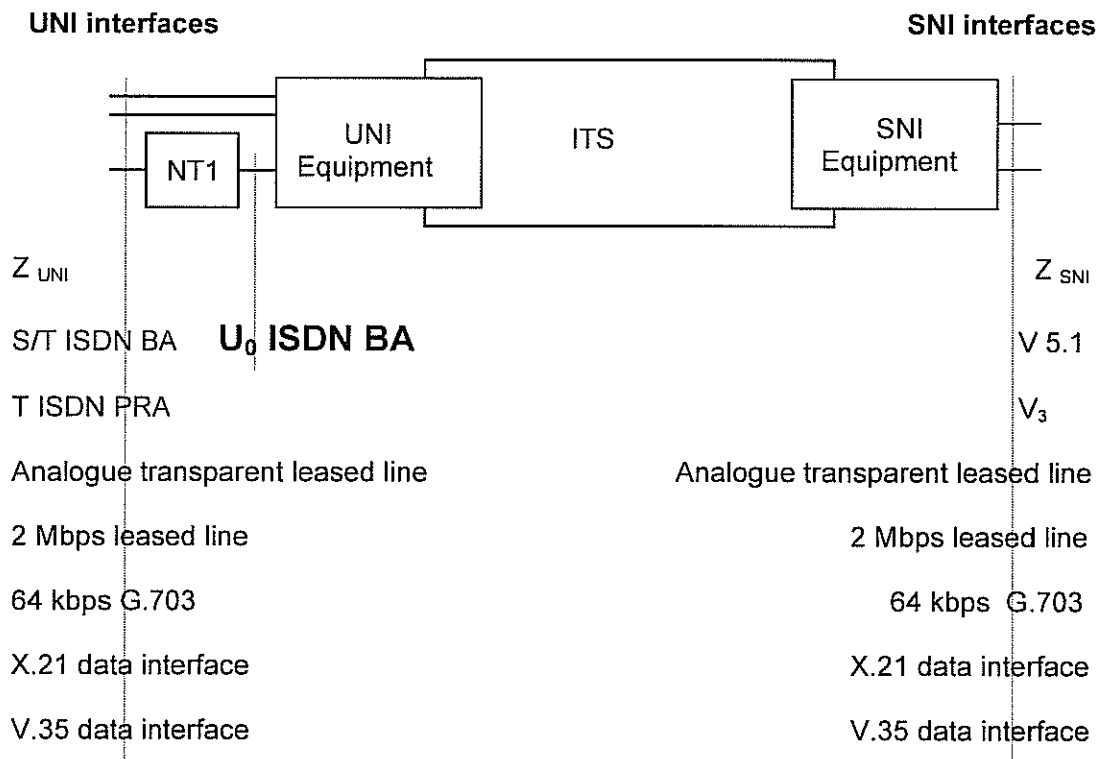 UNI interfaces
SNI interfaces
UNI
Equipment
ITS
SNI
Equipment
NT1
Z UNI
Z SNI
S/T ISDN BA
U0 ISDN BA
V 5.1
T ISDN PRA
V3
Analogue transparent leased line
Analogue transparent leased line
2 Mbps leased line
2 Mbps leased line
64 kbps G.703
64 kbps G.703
X.21 data interface
X.21 data interface
V.35 data interface
V.35 data interface